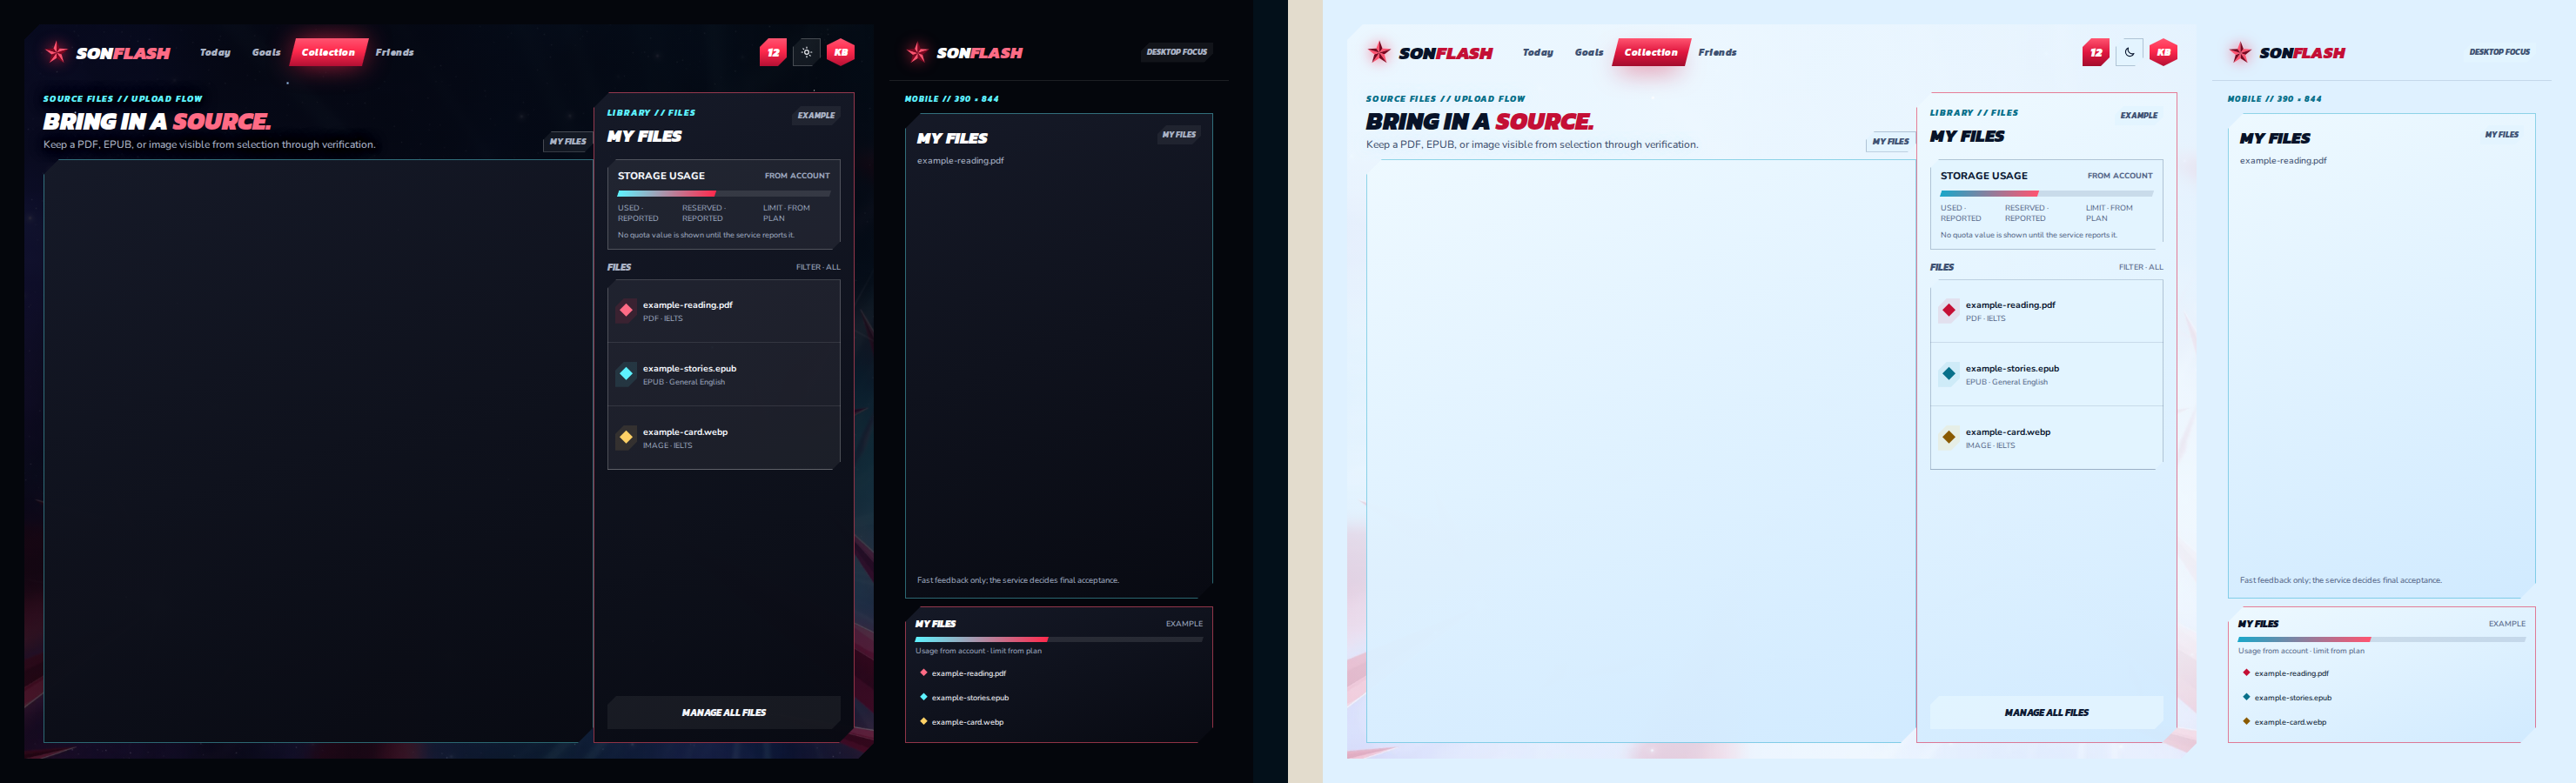 SONFLASH
Today
Goals
Collection
Friends
12
KB
SOURCE FILES // UPLOAD FLOW
BRING IN A SOURCE.
Keep a PDF, EPUB, or image visible from selection through verification.
MY FILES
LIBRARY // FILES
EXAMPLE
MY FILES
STORAGE USAGE
FROM ACCOUNT
USED · REPORTED
RESERVED · REPORTED
LIMIT · FROM PLAN
No quota value is shown until the service reports it.
FILES
FILTER · ALL
example-reading.pdf
PDF · IELTS
example-stories.epub
EPUB · General English
example-card.webp
IMAGE · IELTS
MANAGE ALL FILES
SONFLASH
DESKTOP FOCUS
MOBILE // 390 × 844
MY FILES
MY FILES
example-reading.pdf
Fast feedback only; the service decides final acceptance.
MY FILES
EXAMPLE
Usage from account · limit from plan
example-reading.pdf
example-stories.epub
example-card.webp
SONFLASH
Today
Goals
Collection
Friends
12
KB
SOURCE FILES // UPLOAD FLOW
BRING IN A SOURCE.
Keep a PDF, EPUB, or image visible from selection through verification.
MY FILES
LIBRARY // FILES
EXAMPLE
MY FILES
STORAGE USAGE
FROM ACCOUNT
USED · REPORTED
RESERVED · REPORTED
LIMIT · FROM PLAN
No quota value is shown until the service reports it.
FILES
FILTER · ALL
example-reading.pdf
PDF · IELTS
example-stories.epub
EPUB · General English
example-card.webp
IMAGE · IELTS
MANAGE ALL FILES
SONFLASH
DESKTOP FOCUS
MOBILE // 390 × 844
MY FILES
MY FILES
example-reading.pdf
Fast feedback only; the service decides final acceptance.
MY FILES
EXAMPLE
Usage from account · limit from plan
example-reading.pdf
example-stories.epub
example-card.webp